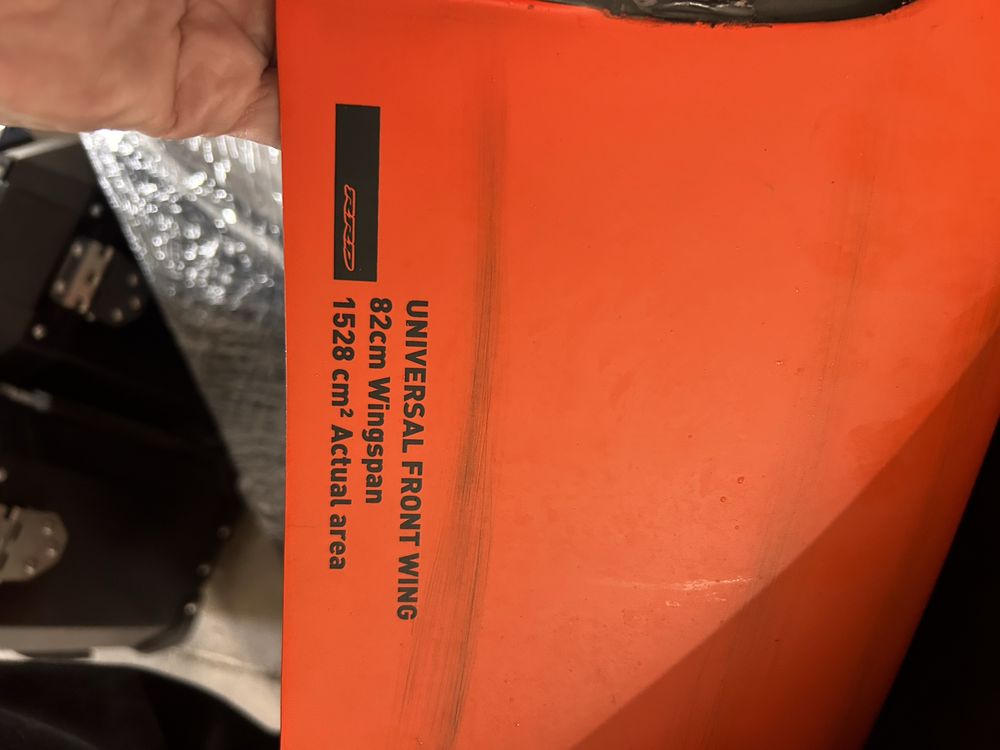 RRD
UNIVERSAL FRONT WING
82cm Wingspan
1528 cm² Actual area